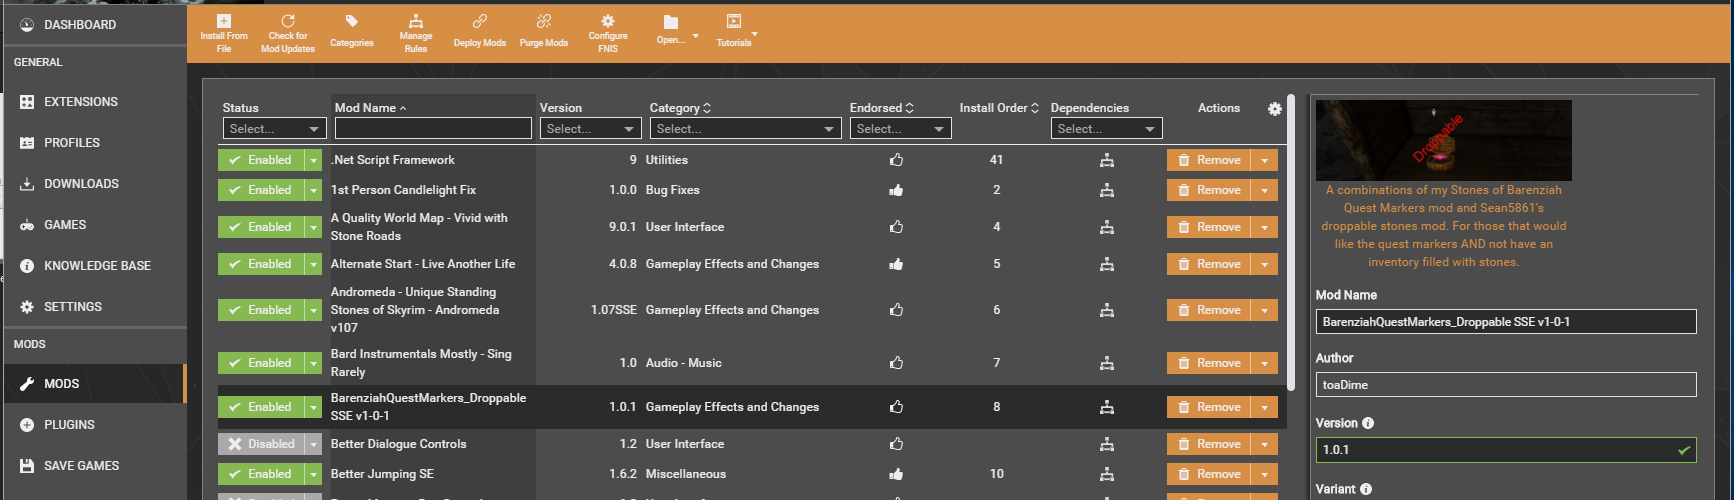 DASHBOARD
GENERAL
EXTENSIONS
PROFILES
DOWNLOADS
GAMES
KNOWLEDGE BASE
SETTINGS
MODS
MODS
PLUGINS
SAVE GAMES
Install From
File
Check for
Mod Updates
Categories
Manage
Rules
Deploy Mods
Purge Mods
Configure
FNIS
Open...
Tutorials
Status Mod Name Version Category Endorsed Install Order Dependencies Actions
Select... Select... Select... Select... Select...
Enabled .Net Script Framework 9 Utilities 41 Remove
Enabled 1st Person Candlelight Fix 1.0.0 Bug Fixes 2 Remove
Enabled A Quality World Map - Vivid with
Stone Roads 9.0.1 User Interface 4 Remove
Enabled Alternate Start - Live Another Life 4.0.8 Gameplay Effects and Changes 5 Remove
Enabled Andromeda - Unique Standing
Stones of Skyrim - Andromeda
v107 1.07SSE Gameplay Effects and Changes 6 Remove
Enabled Bard Instrumentals Mostly - Sing
Rarely 1.0 Audio - Music 7 Remove
Enabled BarenziahQuestMarkers_Droppable
SSE v1-0-1 1.0.1 Gameplay Effects and Changes 8 Remove
Disabled Better Dialogue Controls 1.2 User Interface Remove
Enabled Better Jumping SE 1.6.2 Miscellaneous 10 Remove
Droppable
A combinations of my Stones of Barenziah
Quest Markers mod and Sean5861's
droppable stones mod. For those that would
like the quest markers AND not have an
inventory filled with stones.
Mod Name
BarenziahQuestMarkers_Droppable SSE v1-0-1
Author
toaDime
Version
1.0.1
Variant